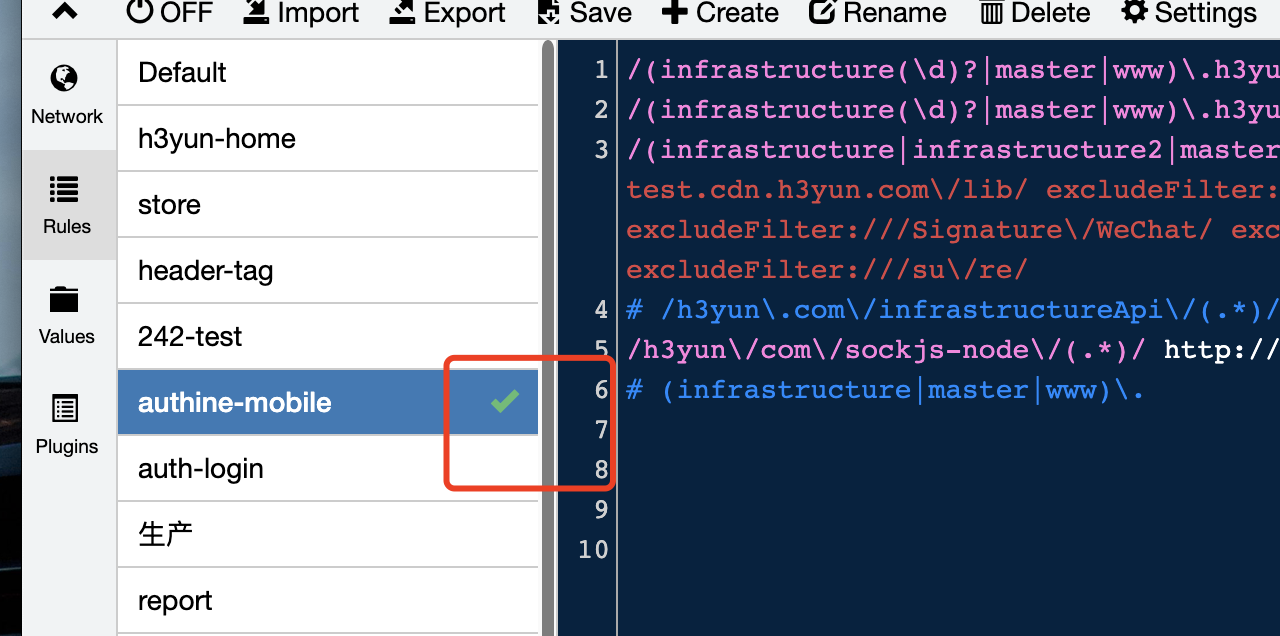 OFF Import Export Save Create Rename Delete Settings
Network
Rules
Values
Plugins
Default
h3yun-home
store
header-tag
242-test
authine-mobile
auth-login
生产
report
1 /(infrastructure(\d)?|master|www)\.h3yu
2 /(infrastructure(\d)?|master|www)\.h3yu
3 /(infrastructure|infrastructure2|master
test.cdn.h3yun.com\/lib/ excludeFilter:
excludeFilter:///Signature\/WeChat/ exc
excludeFilter:///su\/re/
4 # /h3yun\.com\/infrastructureApi\/(.*)/
5 /h3yun\/com\/sockjs-node\/(.*)/ http://
6 # (infrastructure|master|www)\.
7
8
9
10